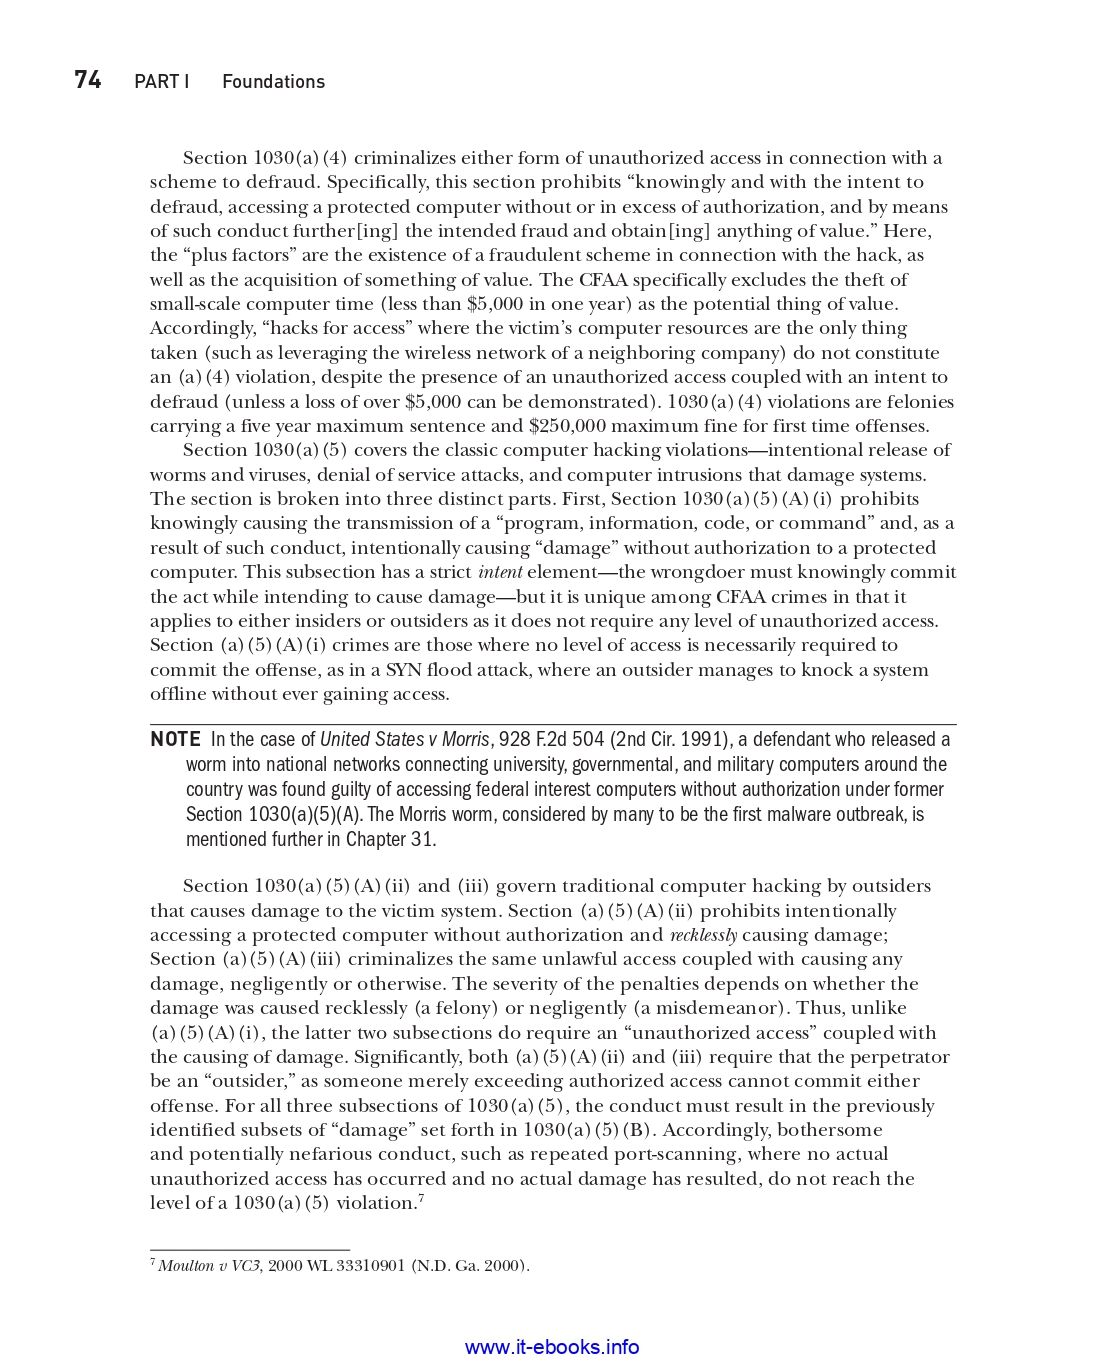 74 PART I Foundations
Section 1030(a)(4) criminalizes either form of unauthorized access in connection with a
scheme to defraud. Specifically, this section prohibits “knowingly and with the intent to
defraud, accessing a protected computer without or in excess of authorization, and by means
of such conduct further[ing] the intended fraud and obtain[ing] anything of value.” Here,
the “plus factors” are the existence of a fraudulent scheme in connection with the hack, as
well as the acquisition of something of value. The CFAA specifically excludes the theft of
small-scale computer time (less than $5,000 in one year) as the potential thing of value.
Accordingly, “hacks for access” where the victim’s computer resources are the only thing
taken (such as leveraging the wireless network of a neighboring company) do not constitute
an (a)(4) violation, despite the presence of an unauthorized access coupled with an intent to
defraud (unless a loss of over $5,000 can be demonstrated). 1030(a)(4) violations are felonies
carrying a five year maximum sentence and $250,000 maximum fine for first time offenses.
Section 1030(a)(5) covers the classic computer hacking violations—intentional release of
worms and viruses, denial of service attacks, and computer intrusions that damage systems.
The section is broken into three distinct parts. First, Section 1030(a)(5)(A)(i) prohibits
knowingly causing the transmission of a “program, information, code, or command” and, as a
result of such conduct, intentionally causing “damage” without authorization to a protected
computer. This subsection has a strict intent element—the wrongdoer must knowingly commit
the act while intending to cause damage—but it is unique among CFAA crimes in that it
applies to either insiders or outsiders as it does not require any level of unauthorized access.
Section (a)(5)(A)(i) crimes are those where no level of access is necessarily required to
commit the offense, as in a SYN flood attack, where an outsider manages to knock a system
offline without ever gaining access.
NOTE In the case of United States v Morris, 928 F.2d 504 (2nd Cir. 1991), a defendant who released a
worm into national networks connecting university, governmental, and military computers around the
country was found guilty of accessing federal interest computers without authorization under former
Section 1030(a)(5)(A). The Morris worm, considered by many to be the first malware outbreak, is
mentioned further in Chapter 31.
Section 1030(a)(5)(A)(ii) and (iii) govern traditional computer hacking by outsiders
that causes damage to the victim system. Section (a)(5)(A)(ii) prohibits intentionally
accessing a protected computer without authorization and recklessly causing damage;
Section (a)(5)(A)(iii) criminalizes the same unlawful access coupled with causing any
damage, negligently or otherwise. The severity of the penalties depends on whether the
damage was caused recklessly (a felony) or negligently (a misdemeanor). Thus, unlike
(a)(5)(A)(i), the latter two subsections do require an “unauthorized access” coupled with
the causing of damage. Significantly, both (a)(5)(A)(ii) and (iii) require that the perpetrator
be an “outsider,” as someone merely exceeding authorized access cannot commit either
offense. For all three subsections of 1030(a)(5), the conduct must result in the previously
identified subsets of “damage” set forth in 1030(a)(5)(B). Accordingly, bothersome
and potentially nefarious conduct, such as repeated port-scanning, where no actual
unauthorized access has occurred and no actual damage has resulted, do not reach the
level of a 1030(a)(5) violation.7
7 Moulton v VC3, 2000 WL 33310901 (N.D. Ga. 2000).
www.it-ebooks.info